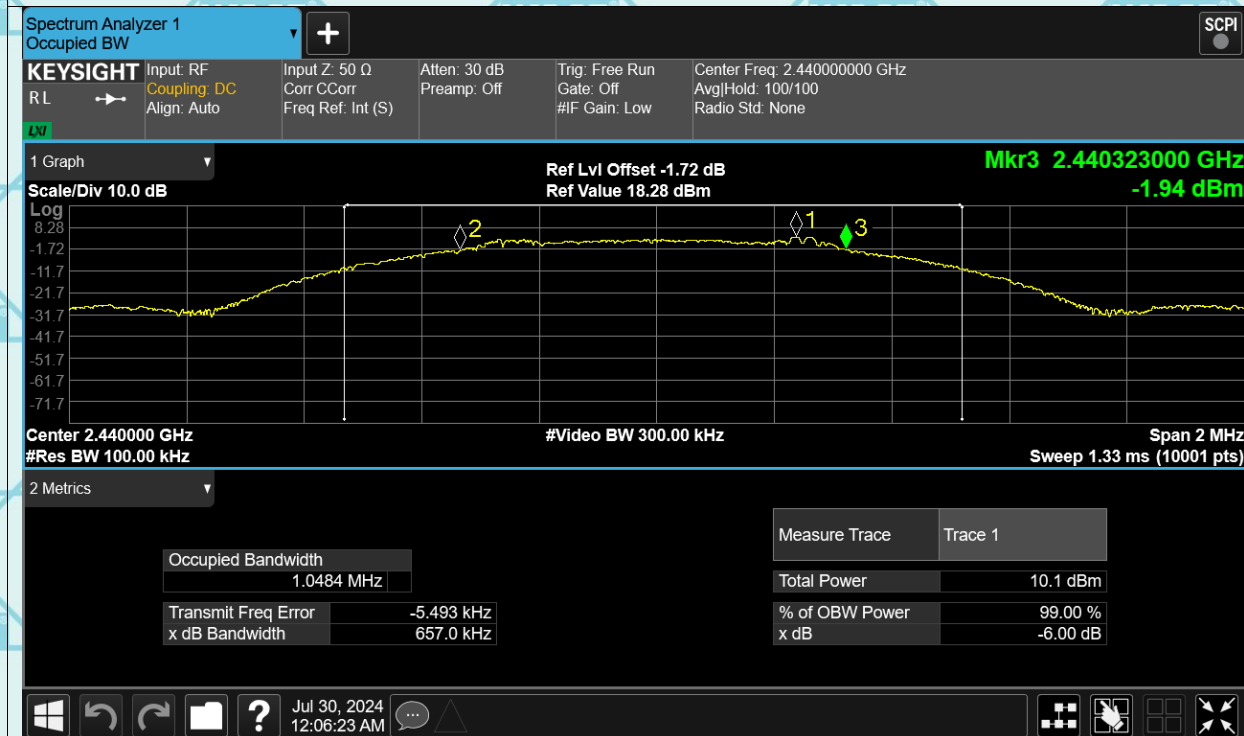 Spectrum Analyzer 1
Occupied BW
▼
+
SCPI
KEYSIGHT
RL
LXI
Input: RF
Coupling: DC
Align: Auto
Input Z: 50 Ω
Corr CCorr
Freq Ref: Int (S)
Atten: 30 dB
Preamp: Off
Trig: Free Run
Gate: Off
#IF Gain: Low
Center Freq: 2.440000000 GHz
Avg|Hold: 100/100
Radio Std: None
1 Graph
▼
Scale/Div 10.0 dB
Ref Lvl Offset -1.72 dB
Ref Value 18.28 dBm
Mkr3 2.440323000 GHz
-1.94 dBm
Log
8.28
-1.72
-11.7
-21.7
-31.7
-41.7
-51.7
-61.7
-71.7
2
1
3
Center 2.440000 GHz
#Video BW 300.00 kHz
Span 2 MHz
#Res BW 100.00 kHz
Sweep 1.33 ms (10001 pts)
2 Metrics
▼
Occupied Bandwidth
1.0484 MHz
Transmit Freq Error -5.493 kHz
x dB Bandwidth 657.0 kHz
Measure Trace Trace 1
Total Power 10.1 dBm
% of OBW Power 99.00 %
x dB -6.00 dB
?
Jul 30, 2024
12:06:23 AM